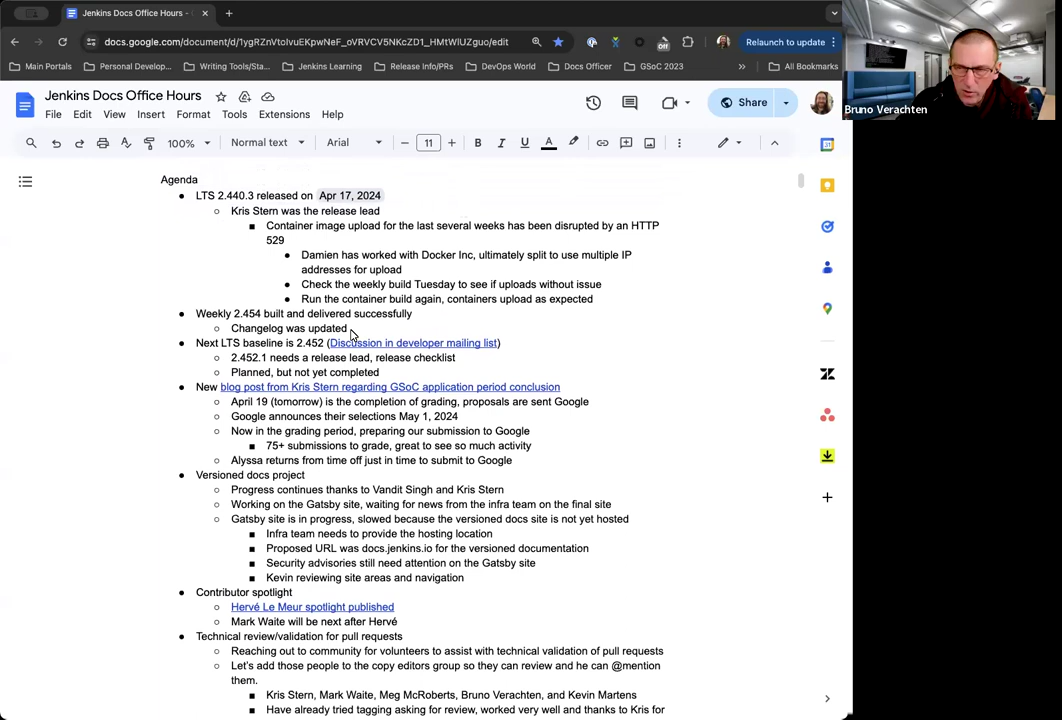 Jenkins Docs Office Hours -
docs.google.com/document/d/1ygRZnVtoIvuEKpwNeF_oVRVCV5NKcZD1_HMtWlUZguo/edit
Off
Relaunch to update
Main Portals
Personal Develop...
Writing Tools/Sta...
Jenkins Learning
Release Info/PRs
DevOps World
Docs Officer
GSoC 2023
All Bookmarks
Bruno Verachten
Jenkins Docs Office Hours
File Edit View Insert Format Tools Extensions Help
Share
100% Normal text Arial 11 B I U A
Agenda
LTS 2.440.3 released on Apr 17, 2024
Kris Stern was the release lead
Container image upload for the last several weeks has been disrupted by an HTTP
529
Damien has worked with Docker Inc, ultimately split to use multiple IP
addresses for upload
Check the weekly build Tuesday to see if uploads without issue
Run the container build again, containers upload as expected
Weekly 2.454 built and delivered successfully
Changelog was updated
Next LTS baseline is 2.452 (Discussion in developer mailing list)
2.452.1 needs a release lead, release checklist
Planned, but not yet completed
New blog post from Kris Stern regarding GSoC application period conclusion
April 19 (tomorrow) is the completion of grading, proposals are sent Google
Google announces their selections May 1, 2024
Now in the grading period, preparing our submission to Google
75+ submissions to grade, great to see so much activity
Alyssa returns from time off just in time to submit to Google
Versioned docs project
Progress continues thanks to Vandit Singh and Kris Stern
Working on the Gatsby site, waiting for news from the infra team on the final site
Gatsby site is in progress, slowed because the versioned docs site is not yet hosted
Infra team needs to provide the hosting location
Proposed URL was docs.jenkins.io for the versioned documentation
Security advisories still need attention on the Gatsby site
Kevin reviewing site areas and navigation
Contributor spotlight
Hervé Le Meur spotlight published
Mark Waite will be next after Hervé
Technical review/validation for pull requests
Reaching out to community for volunteers to assist with technical validation of pull requests
Let's add those people to the copy editors group so they can review and he can @mention
them.
Kris Stern, Mark Waite, Meg McRoberts, Bruno Verachten, and Kevin Martens
Have already tried tagging asking for review, worked very well and thanks to Kris for